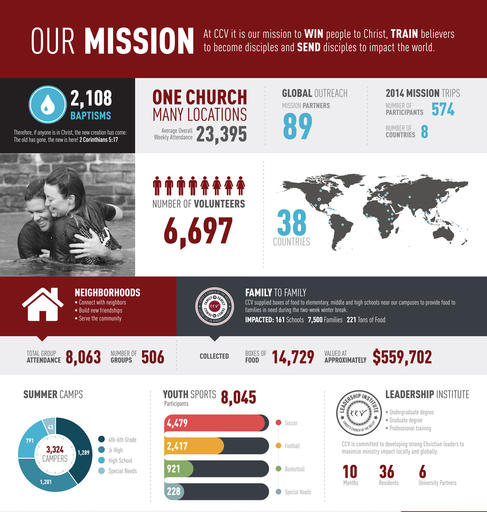 OUR MISSION
At CCV it is our mission to WIN people to Christ, TRAIN believers
to become disciples and SEND disciples to impact the world.
2,108
BAPTISMS
Therefore, if anyone is in Christ, the new creation has come:
The old has gone, the new is here! 2 Corinthians 5:17
ONE CHURCH
MANY LOCATIONS
Average Overall
Weekly Attendance 23,395
GLOBAL OUTREACH
MISSION PARTNERS
89
2014 MISSION TRIPS
NUMBER OF
PARTICIPANTS 574
NUMBER OF
COUNTRIES 8
NUMBER OF VOLUNTEERS
6,697
38
COUNTRIES
NEIGHBORHOODS
• Connect with neighbors
• Build new friendships
• Serve the community
FAMILY TO FAMILY
CCV supplied boxes of food to elementary, middle and high schools near our campuses to provide food to
families in need during the two-week winter break.
IMPACTED: 161 Schools 7,500 Families 221 Tons of Food
TOTAL GROUP
ATTENDANCE 8,063
NUMBER OF
GROUPS 506
COLLECTED
BOXES OF
FOOD 14,729
VALUED AT
APPROXIMATELY $559,702
SUMMER CAMPS
43
791
1,289
1,201
3,324
CAMPERS
4th-6th Grade
Jr High
High School
Special Needs
YOUTH SPORTS 8,045
Participants
4,479 Soccer
2,417 Football
921 Basketball
228 Special Needs
LEADERSHIP INSTITUTE
CCV
LEADERSHIP INSTITUTE
• Undergraduate degree
• Graduate degree
• Professional training
CCV is committed to developing strong Christian leaders to
maximize ministry impact locally and globally.
10
Months
36
Residents
6
University Partners